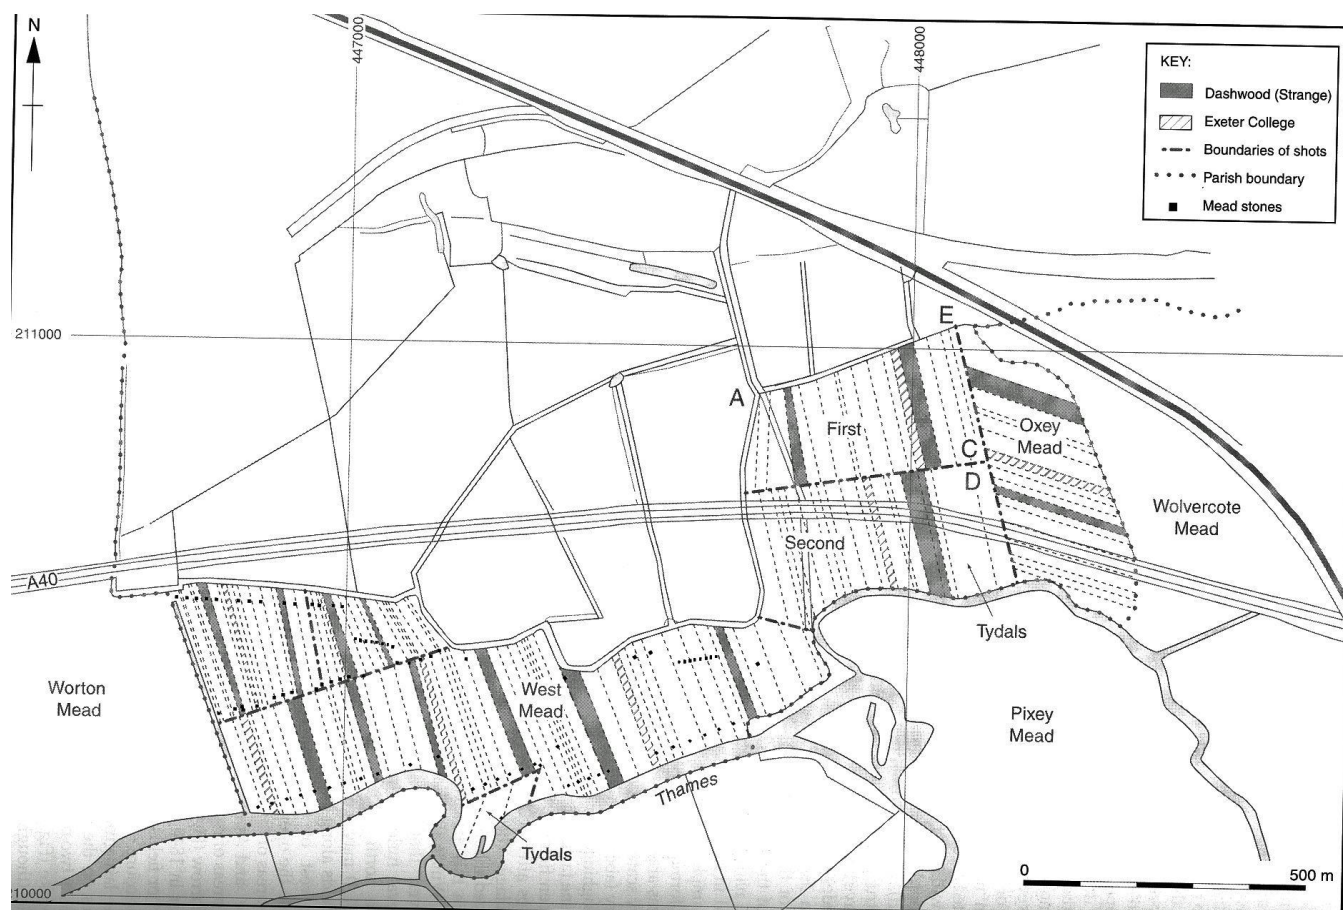 N
447000
448000
KEY:
Dashwood (Strange)
Exeter College
Boundaries of shots
Parish boundary
Mead stones
211000
E
A
First
Oxey
Mead
C
D
Wolvercote
Mead
Second
A40
Tydals
Worton
Mead
West
Mead
Pixey
Mead
Thames
Tydals
0
500 m
210000